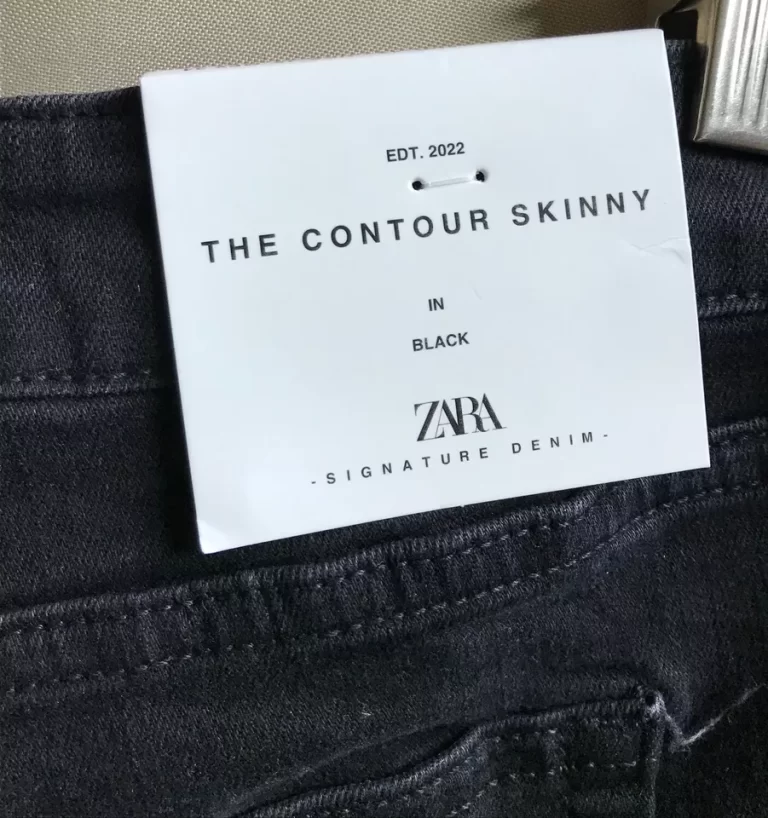 EDT. 2022
THE CONTOUR SKINNY
IN
BLACK
ZARA
-SIGNATURE DENIM-